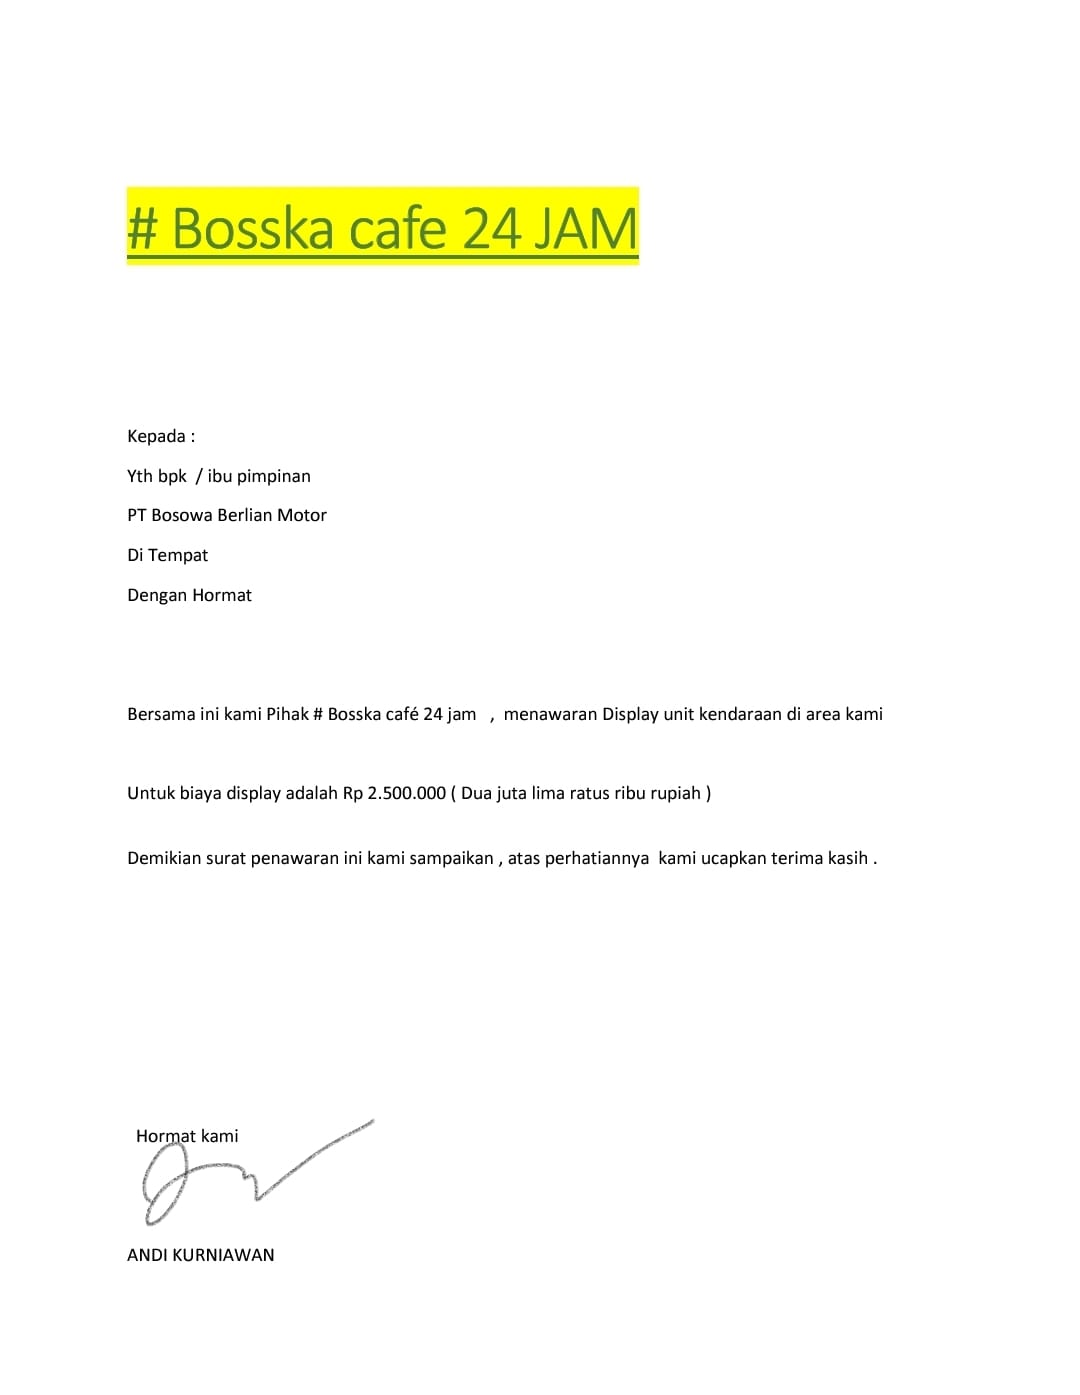 # Bosska cafe 24 JAM
Kepada :
Yth bpk / ibu pimpinan
PT Bosowa Berlian Motor
Di Tempat
Dengan Hormat
Bersama ini kami Pihak # Bosska café 24 jam , menawaran Display unit kendaraan di area kami
Untuk biaya display adalah Rp 2.500.000 ( Dua juta lima ratus ribu rupiah )
Demikian surat penawaran ini kami sampaikan , atas perhatiannya kami ucapkan terima kasih .
Hormat kami
ANDI KURNIAWAN